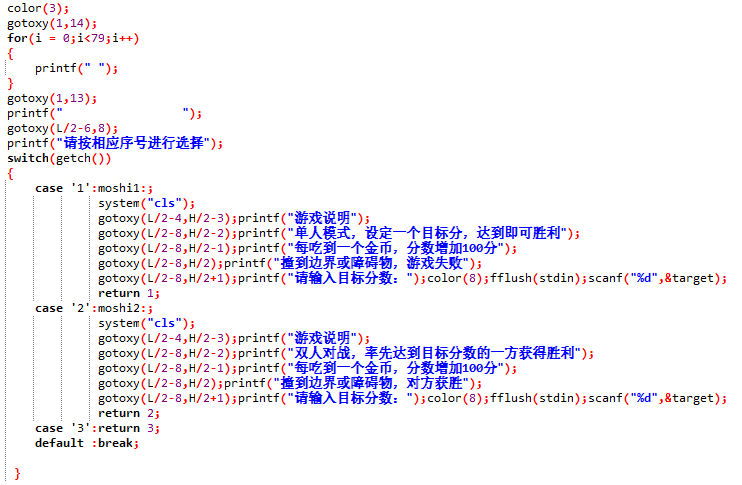 color(3);
gotoxy(1,14);
for(i = 0;i<79;i++)
{
    printf(" ");
}
gotoxy(1,13);
printf("                 ");
gotoxy(L/2-6,8);
printf("请按相应序号进行选择");
switch(getch())
{
    case '1':moshi1:;
             system("cls");
             gotoxy(L/2-4,H/2-3);printf("游戏说明");
             gotoxy(L/2-8,H/2-2);printf("单人模式，设定一个目标分，达到即可胜利");
             gotoxy(L/2-8,H/2-1);printf("每吃到一个金币，分数增加100分");
             gotoxy(L/2-8,H/2);printf("撞到边界或障碍物，游戏失败");
             gotoxy(L/2-8,H/2+1);printf("请输入目标分数：");color(8);fflush(stdin);scanf("%d",&target);
             return 1;
    case '2':moshi2:;
             system("cls");
             gotoxy(L/2-4,H/2-3);printf("游戏说明");
             gotoxy(L/2-8,H/2-2);printf("双人对战，率先达到目标分数的一方获得胜利");
             gotoxy(L/2-8,H/2-1);printf("每吃到一个金币，分数增加100分");
             gotoxy(L/2-8,H/2);printf("撞到边界或障碍物，对方获胜");
             gotoxy(L/2-8,H/2+1);printf("请输入目标分数：");color(8);fflush(stdin);scanf("%d",&target);
             return 2;
    case '3':return 3;
    default :break;
}